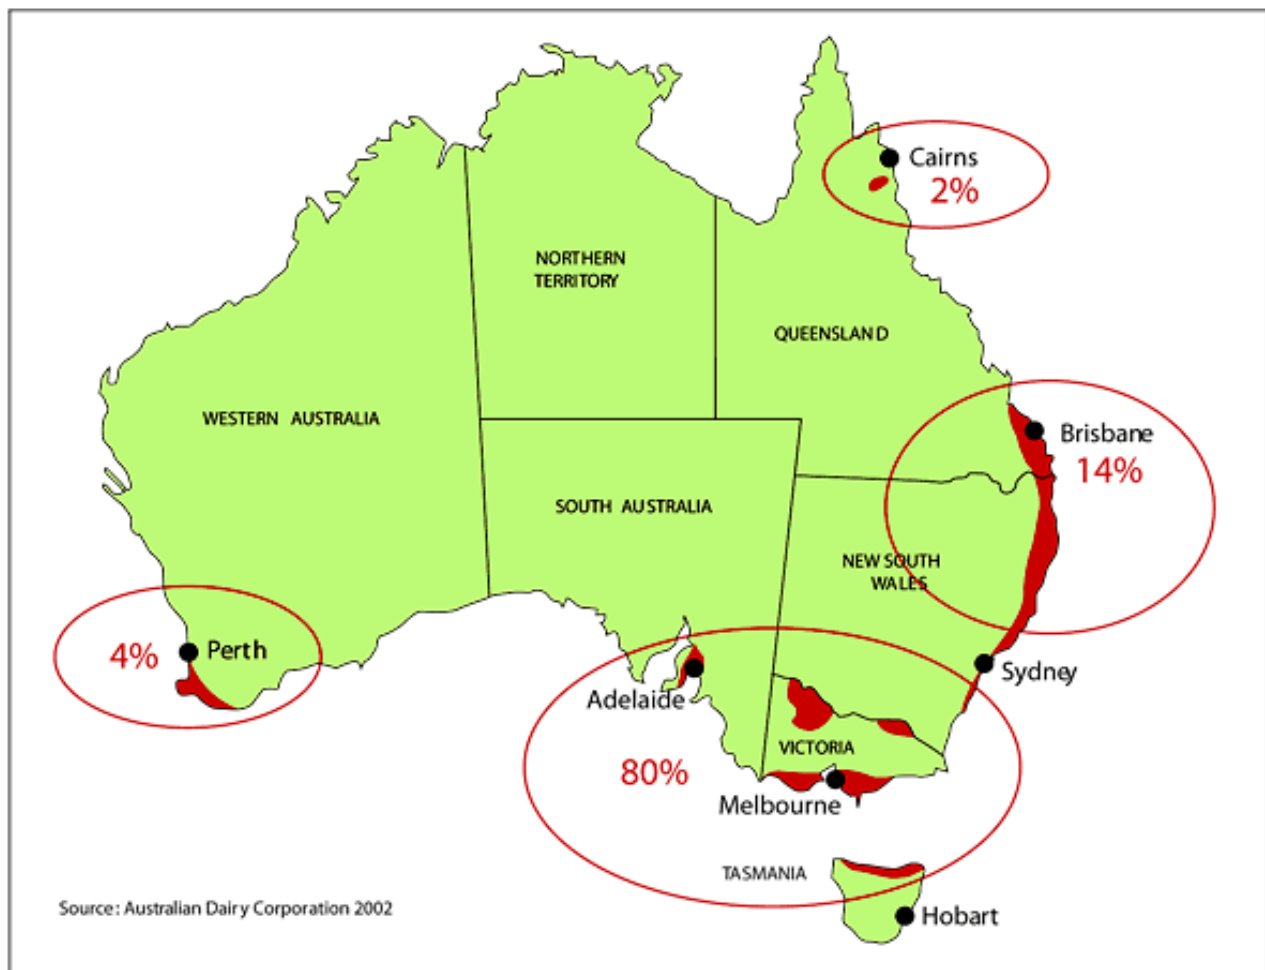 Cairns
2%
NORTHERN
TERRITORY
QUEENSLAND
WESTERN AUSTRALIA
Brisbane
14%
SOUTH AUSTRALIA
NEW SOUTH
WALES
4%
Perth
Sydney
Adelaide
VICTORIA
80%
Melbourne
TASMANIA
Source: Australian Dairy Corporation 2002
Hobart